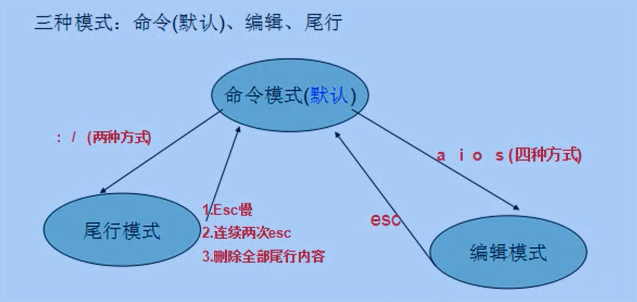 三种模式：命令(默认)、编辑、尾行
命令模式(默认)
： / (两种方式)
a i o s (四种方式)
1.Esc慢
2.连续两次esc
3.删除全部尾行内容
esc
尾行模式
编辑模式